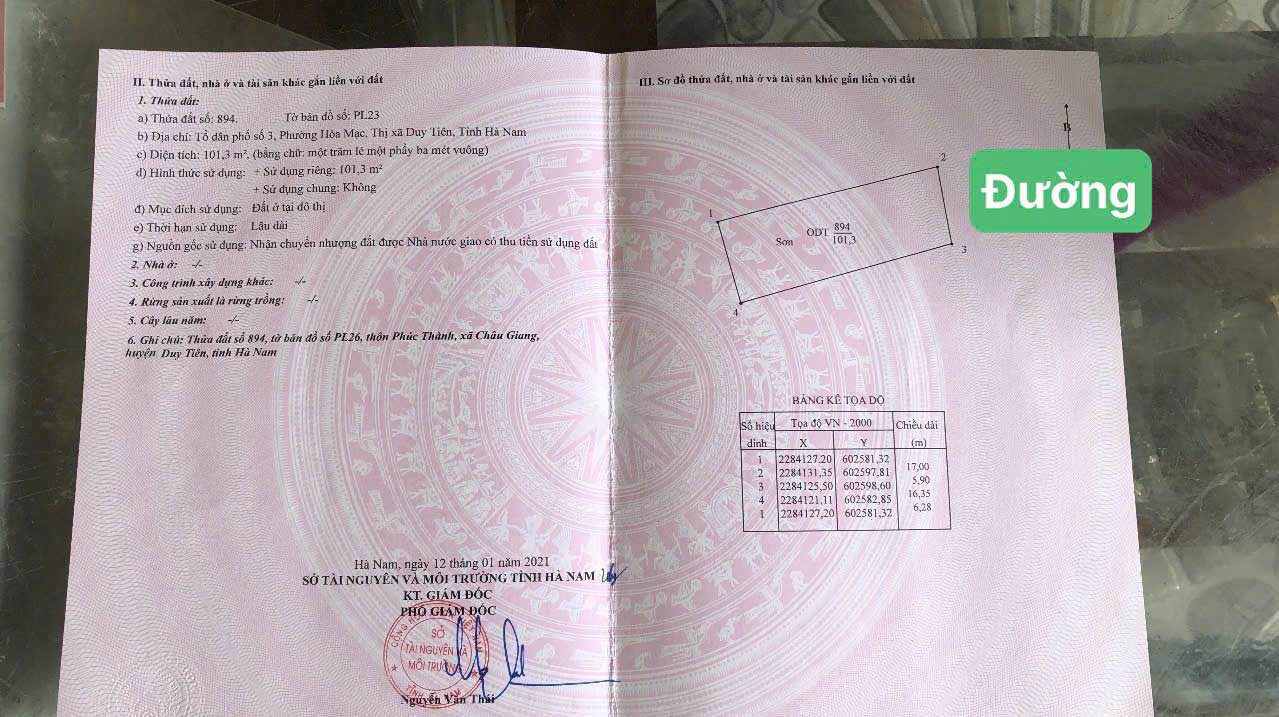 II. Thửa đất, nhà ở và tài sản khác gắn liền với đất
1. Thửa đất:
a) Thửa đất số: 894. Tờ bản đồ số: PL23
b) Địa chỉ: Tổ dân phố số 3, Phường Hòa Mạc, Thị xã Duy Tiên, Tỉnh Hà Nam
c) Diện tích: 101,3 m², (bằng chữ: một trăm lẻ một phẩy ba mét vuông)
d) Hình thức sử dụng: + Sử dụng riêng: 101,3 m²
+ Sử dụng chung: Không
đ) Mục đích sử dụng: Đất ở tại đô thị
e) Thời hạn sử dụng: Lâu dài
g) Nguồn gốc sử dụng: Nhận chuyển nhượng đất được Nhà nước giao có thu tiền sử dụng đất
2. Nhà ở: -/-
3. Công trình xây dựng khác: -/-
4. Rừng sản xuất là rừng trồng: -/-
5. Cây lâu năm: -/-
6. Ghi chú: Thửa đất số 894, tờ bản đồ số PL26, thôn Phúc Thành, xã Châu Giang,
huyện Duy Tiên, tỉnh Hà Nam
Hà Nam, ngày 12 tháng 01 năm 2021
SỞ TÀI NGUYÊN VÀ MÔI TRƯỜNG TỈNH HÀ NAM
KT. GIÁM ĐỐC
PHÓ GIÁM ĐỐC
SỞ
TÀI NGUYÊN VÀ
MÔI TRƯỜNG
Nguyễn Văn Thái
III. Sơ đồ thửa đất, nhà ở và tài sản khác gắn liền với đất
B
Đường
1
2
3
4
Sơn
ODT 894
101,3
BẢNG KÊ TỌA ĐỘ
Số hiệu đỉnh Tọa độ VN - 2000 Chiều dài (m)
X Y
1 2284127,20 602581,32
17,00
2 2284131,35 602597,81
5,90
3 2284125,50 602598,60
16,35
4 2284121,11 602582,85
6,28
1 2284127,20 602581,32